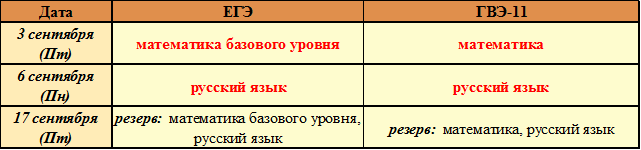 Дата ЕГЭ ГВЭ-11
3 сентября
(Пт)
математика базового уровня
математика
6 сентября
(Пн)
русский язык
русский язык
17 сентября
(Пт)
резерв: математика базового уровня,
русский язык
резерв: математика, русский язык